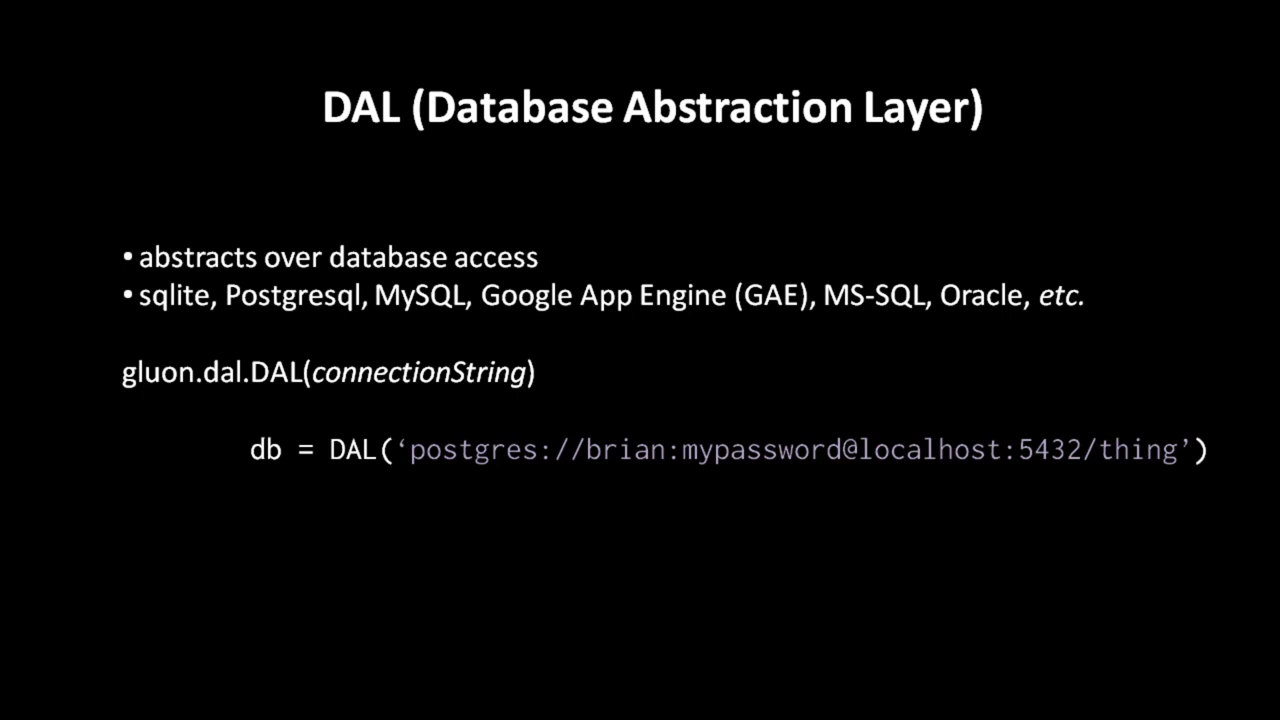 DAL (Database Abstraction Layer)
• abstracts over database access
• sqlite, Postgresql, MySQL, Google App Engine (GAE), MS-SQL, Oracle, etc.
gluon.dal.DAL(connectionString)
db = DAL(‘postgres://brian:mypassword@localhost:5432/thing’)